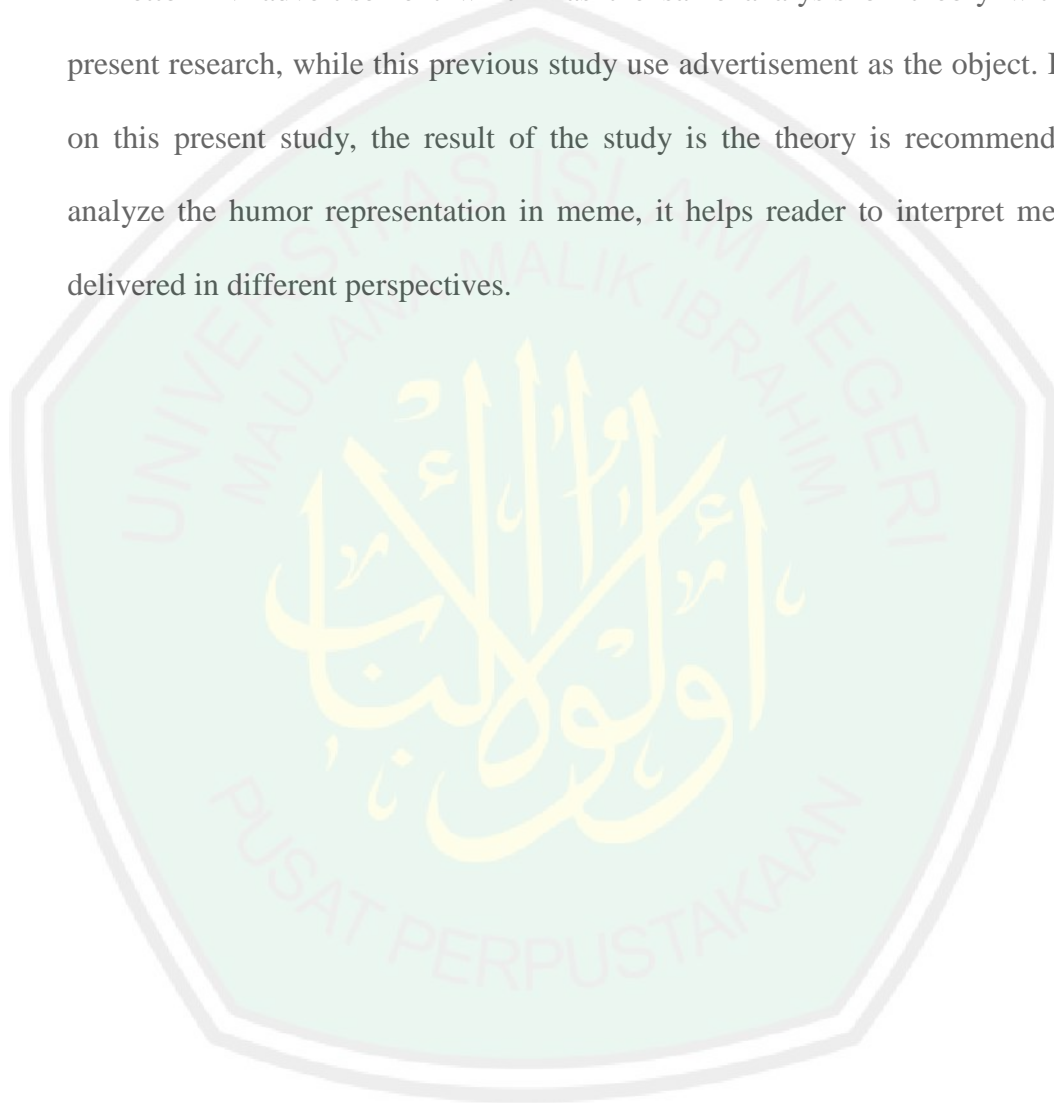 present research, while this previous study use advertisement as the object.
on this present study, the result of the study is the theory is recommend
analyze the humor representation in meme, it helps reader to interpret me
delivered in different perspectives.
UNIVERSITAS ISLAM NEGERI
MAULANA MALIK IBRAHIM
أولوا الألباب
PUSAT PERPUSTAKAAN